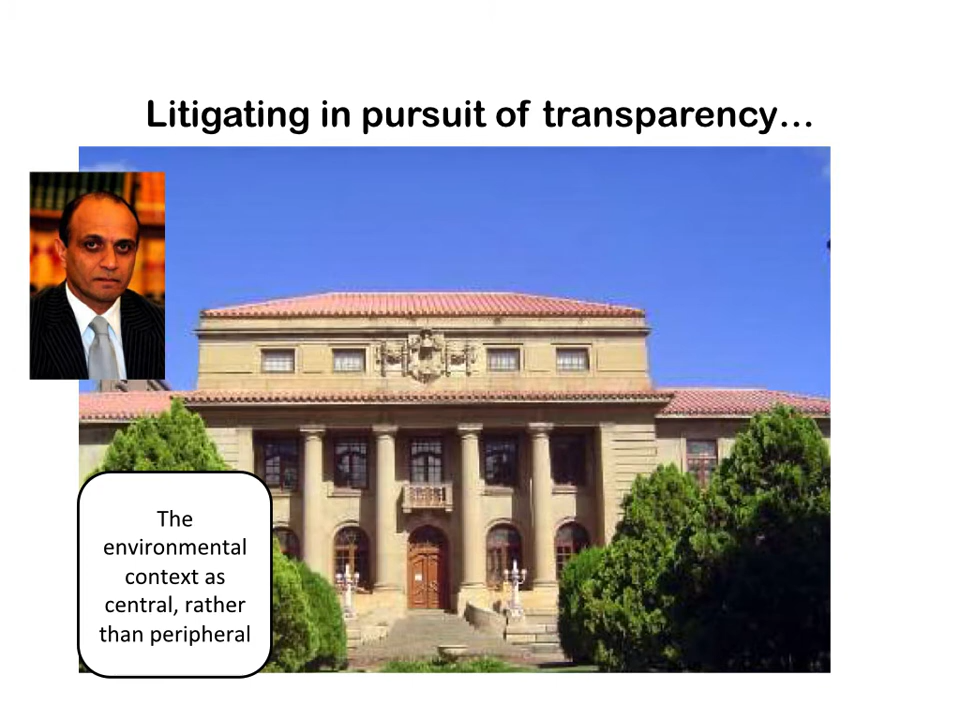 Litigating in pursuit of transparency…
The
environmental
context as
central, rather
than peripheral